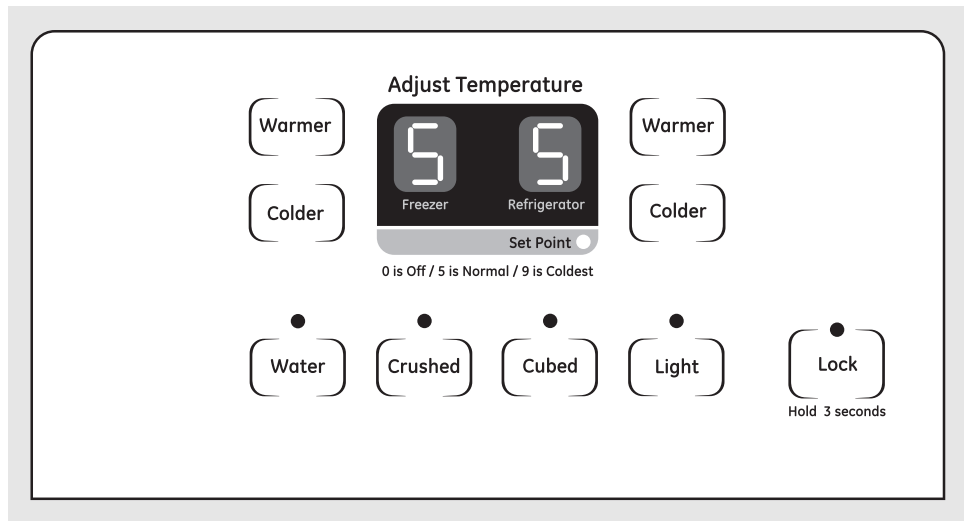 Adjust Temperature
Warmer
5 5
Warmer
Freezer Refrigerator
Colder
Colder
Set Point
0 is Off / 5 is Normal / 9 is Coldest
Water
Crushed
Cubed
Light
Lock
Hold 3 seconds